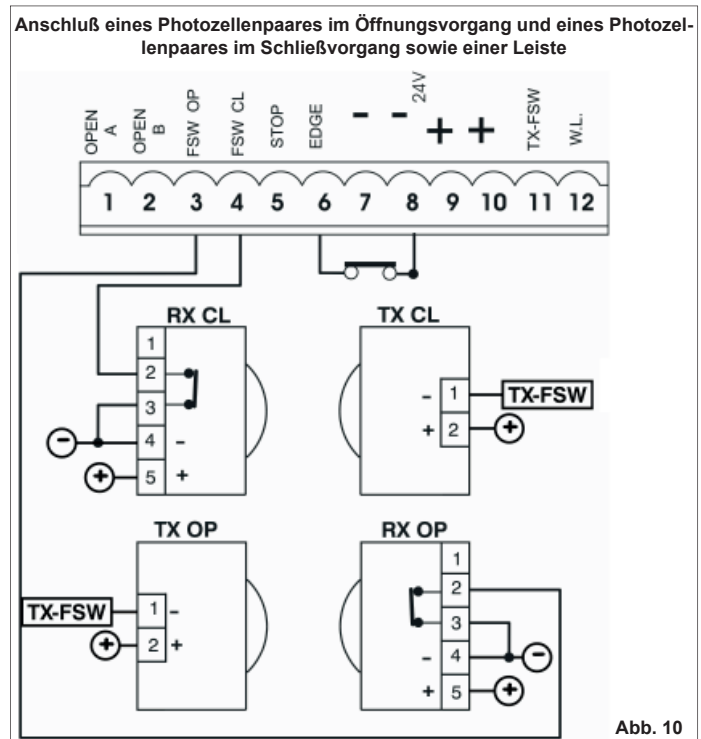 Anschluß eines Photozellenpaares im Öffnungsvorgang und eines Photozel-
lenpaares im Schließvorgang sowie einer Leiste
OPEN A
OPEN B
FSW OP
FSW CL
STOP
EDGE
- - 24V
+ +
TX-FSW
W.L.
1 2 3 4 5 6 7 8 9 10 11 12
RX CL
1
2
3
4 -
5 +
-
+
TX CL
- 1 TX-FSW
+ 2 +
TX OP
TX-FSW 1 -
+ 2 +
RX OP
1
2
3
- 4 -
+ 5 +
Abb. 10